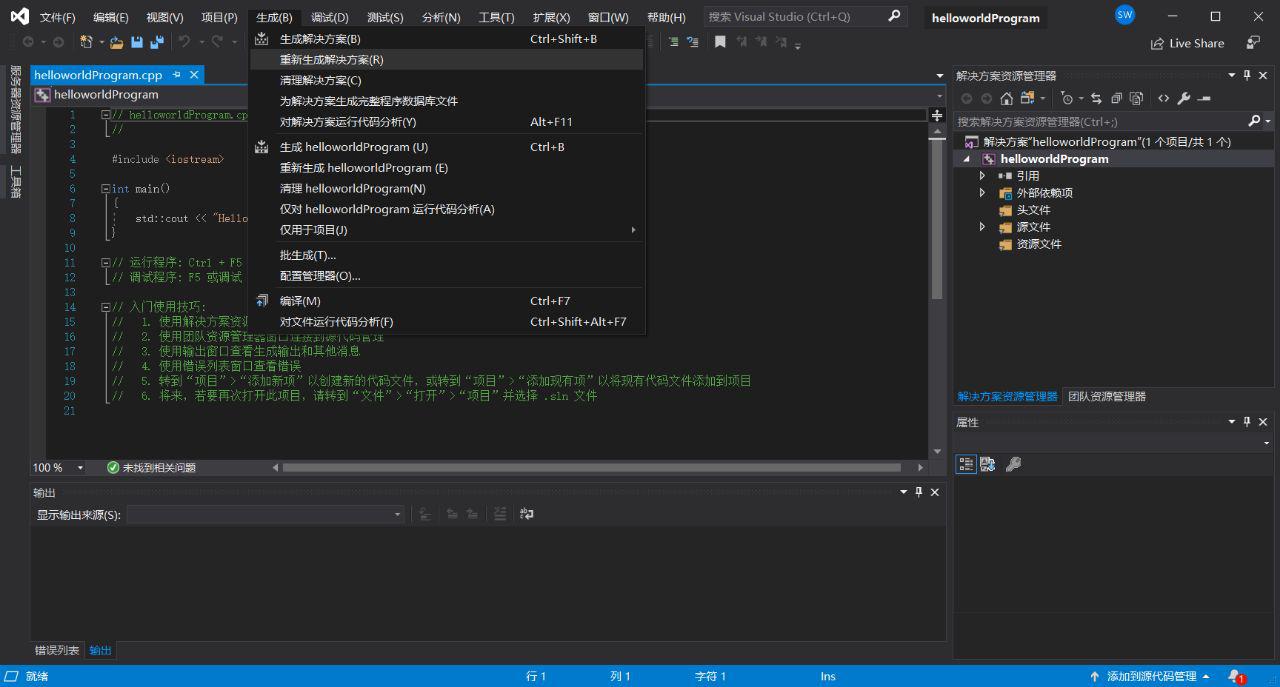 文件(F) 编辑(E) 视图(V) 项目(P) 生成(B) 调试(D) 测试(S) 分析(N) 工具(T) 扩展(X) 窗口(W) 帮助(H) 搜索 Visual Studio (Ctrl+Q) helloworldProgram SW
Live Share
服务器资源管理器
工具箱
helloworldProgram.cpp
helloworldProgram
生成解决方案(B) Ctrl+Shift+B
重新生成解决方案(R)
清理解决方案(C)
为解决方案生成完整程序数据库文件
对解决方案运行代码分析(Y) Alt+F11
生成 helloworldProgram (U) Ctrl+B
重新生成 helloworldProgram (E)
清理 helloworldProgram(N)
仅对 helloworldProgram 运行代码分析(A)
仅用于项目(J)
批生成(T)...
配置管理器(O)...
编译(M) Ctrl+F7
对文件运行代码分析(F) Ctrl+Shift+Alt+F7
1 // helloworldProgram.cp
2 //
3
4 #include <iostream>
5
6 int main()
7 {
8 std::cout << "Hello
9 }
10
11 // 运行程序: Ctrl + F5
12 // 调试程序: F5 或调试
13
14 // 入门使用技巧:
15 // 1. 使用解决方案资源
16 // 2. 使用团队资源管理器窗口连接到源代码管理
17 // 3. 使用输出窗口查看生成输出和其他消息
18 // 4. 使用错误列表窗口查看错误
19 // 5. 转到“项目”>“添加新项”以创建新的代码文件，或转到“项目”>“添加现有项”以将现有代码文件添加到项目
20 // 6. 将来，若要再次打开此项目，请转到“文件”>“打开”>“项目”并选择 .sln 文件
21
100 % 未找到相关问题
输出
显示输出来源(S):
错误列表 输出
解决方案资源管理器
搜索解决方案资源管理器(Ctrl+;)
解决方案"helloworldProgram"(1 个项目/共 1 个)
helloworldProgram
引用
外部依赖项
头文件
源文件
资源文件
解决方案资源管理器 团队资源管理器
属性
就绪 行 1 列 1 字符 1 Ins 添加到源代码管理 1